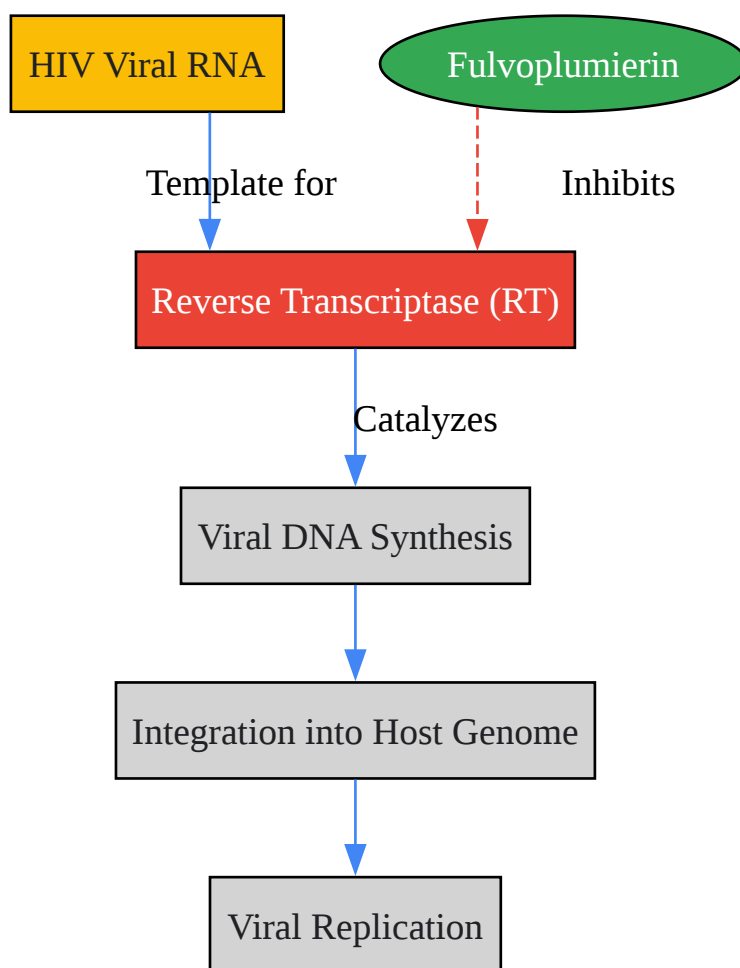 HIV Viral RNA
Fulvoplumierin
Template for
Inhibits
Reverse Transcriptase (RT)
Catalyzes
Viral DNA Synthesis
Integration into Host Genome
Viral Replication